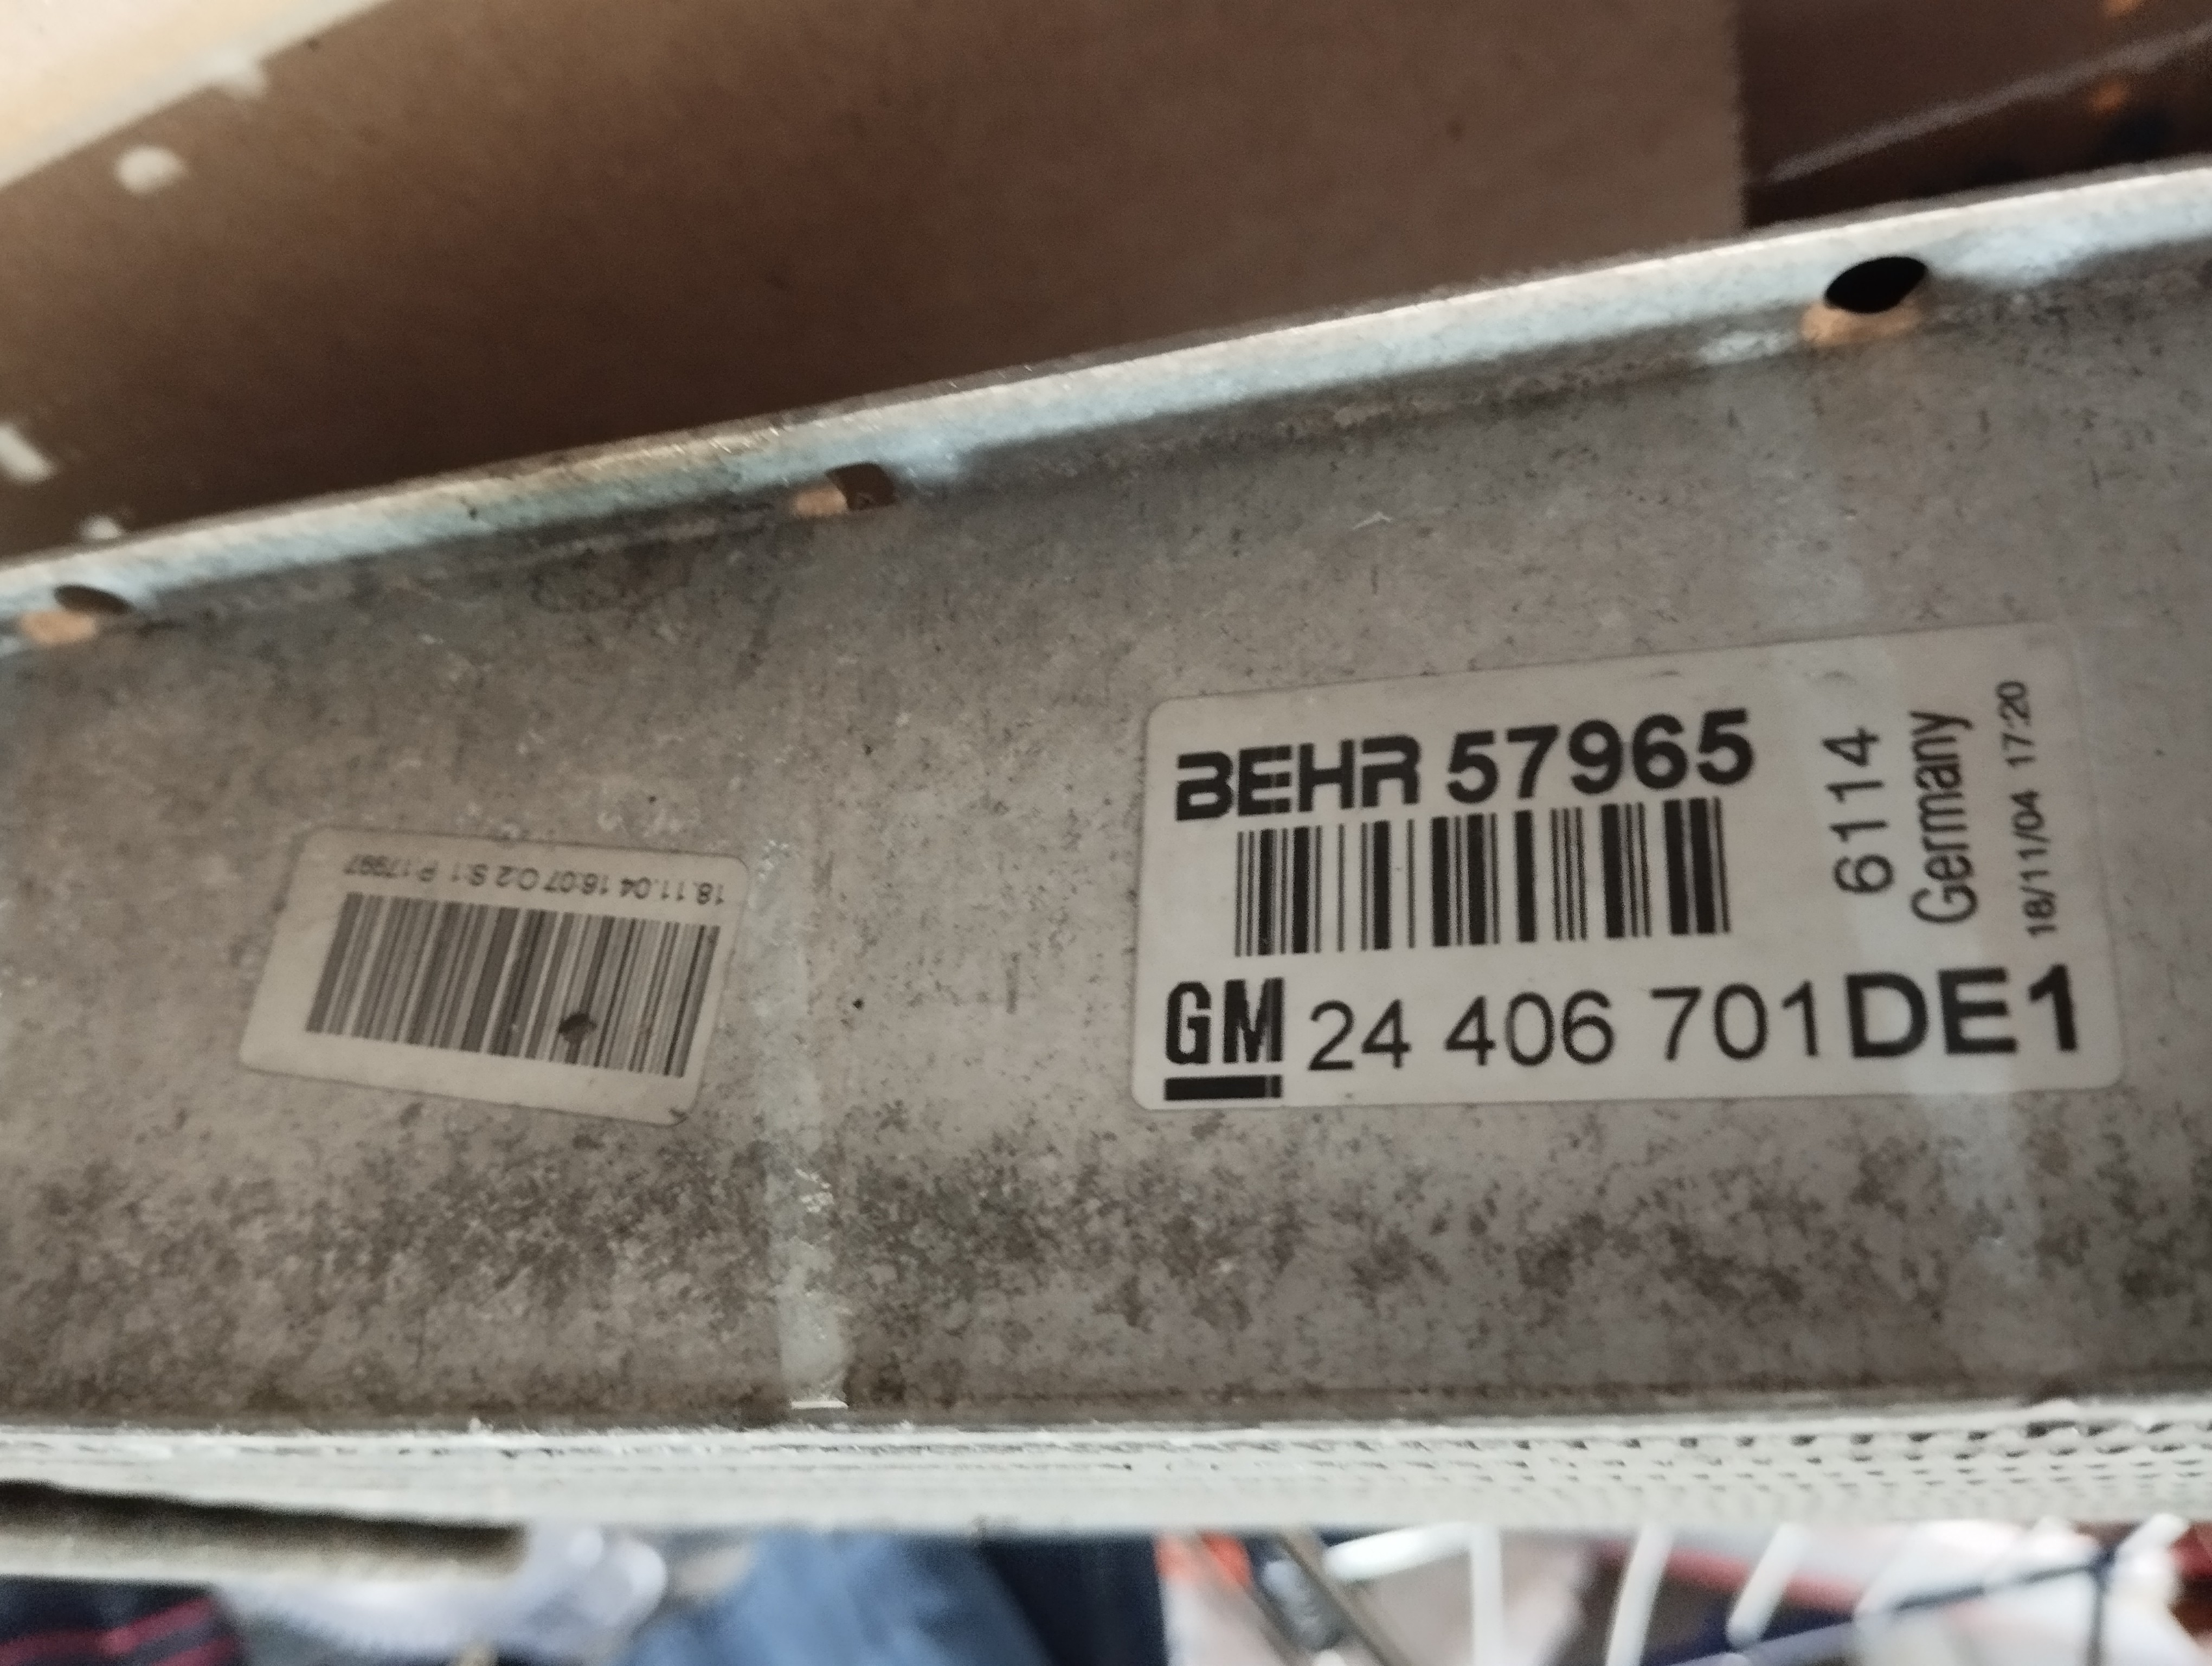 18.11.04 16:07 O:2 S:1 P:17997
BEHR 57965
GM 24 406 701 DE1
6114
Germany
18/11/04 17:20